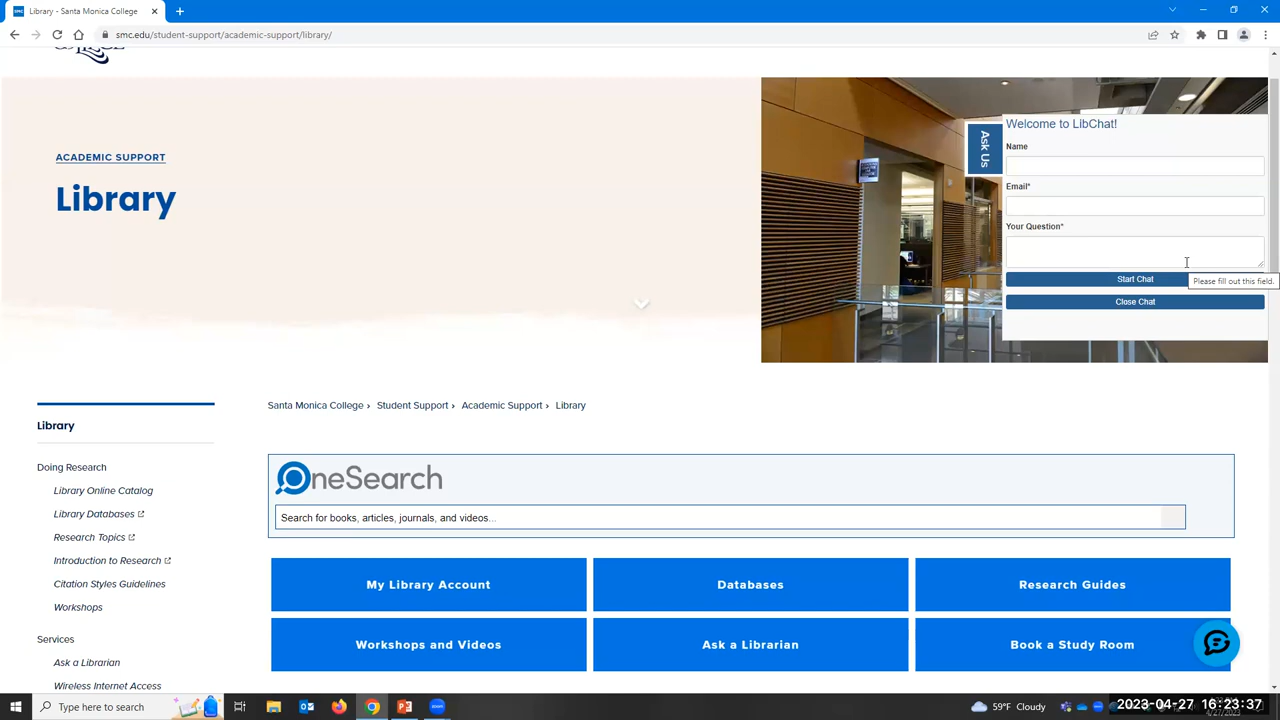 Library - Santa Monica College
smc.edu/student-support/academic-support/library/
ACADEMIC SUPPORT
Library
Ask Us
Welcome to LibChat!
Name
Email*
Your Question*
Start Chat
Please fill out this field.
Close Chat
Santa Monica College › Student Support › Academic Support › Library
Library
Doing Research
Library Online Catalog
Library Databases
Research Topics
Introduction to Research
Citation Styles Guidelines
Workshops
Services
Ask a Librarian
Wireless Internet Access
OneSearch
Search for books, articles, journals, and videos...
My Library Account
Databases
Research Guides
Workshops and Videos
Ask a Librarian
Book a Study Room
Type here to search
59°F Cloudy
2023-04-27 16:23:37